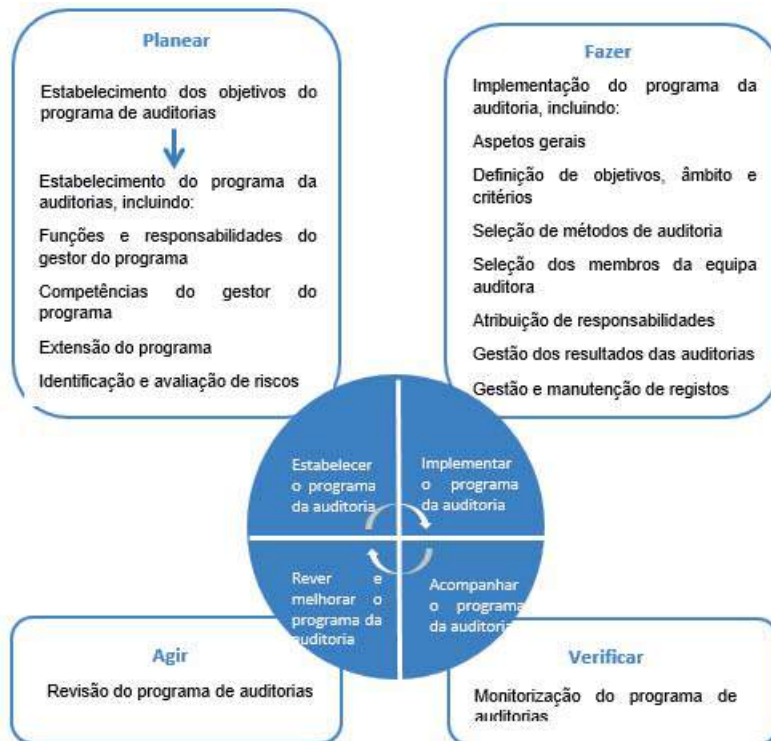 Planear
Estabelecimento dos objetivos do
programa de auditorias
Estabelecimento do programa da
auditorias, incluindo:
Funções e responsabilidades do
gestor do programa
Competências do gestor do
programa
Extensão do programa
Identificação e avaliação de riscos
Fazer
Implementação do programa da
auditoria, incluindo:
Aspetos gerais
Definição de objetivos, âmbito e
critérios
Seleção de métodos de auditoria
Seleção dos membros da equipa
auditora
Atribuição de responsabilidades
Gestão dos resultados das auditorias
Gestão e manutenção de registos
Estabelecer
o programa
da auditoria
Implementar
o programa
da auditoria
Rever e
melhorar o
programa da
auditoria
Acompanhar
o programa
da auditoria
Agir
Revisão do programa de auditorias
Verificar
Monitorização do programa de
auditorias